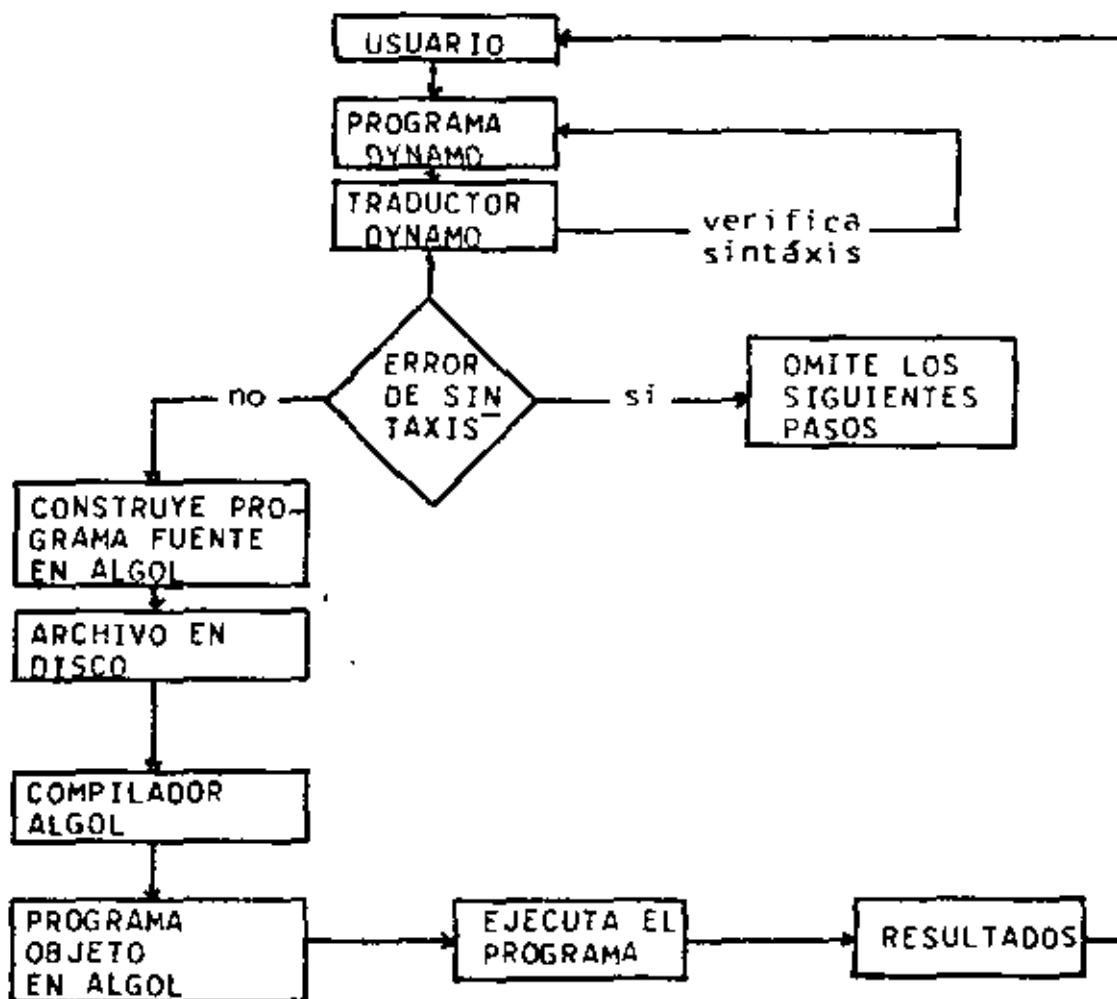 USUARIO
PROGRAMA
DYNAMO
TRADUCTOR
DYNAMO
verifica
sintáxis
ERROR
DE SIN
TAXIS
no
sí
OMITE LOS
SIGUIENTES
PASOS
CONSTRUYE PRO-
GRAMA FUENTE
EN ALGOL
ARCHIVO EN
DISCO
COMPILADOR
ALGOL
PROGRAMA
OBJETO
EN ALGOL
EJECUTA EL
PROGRAMA
RESULTADOS